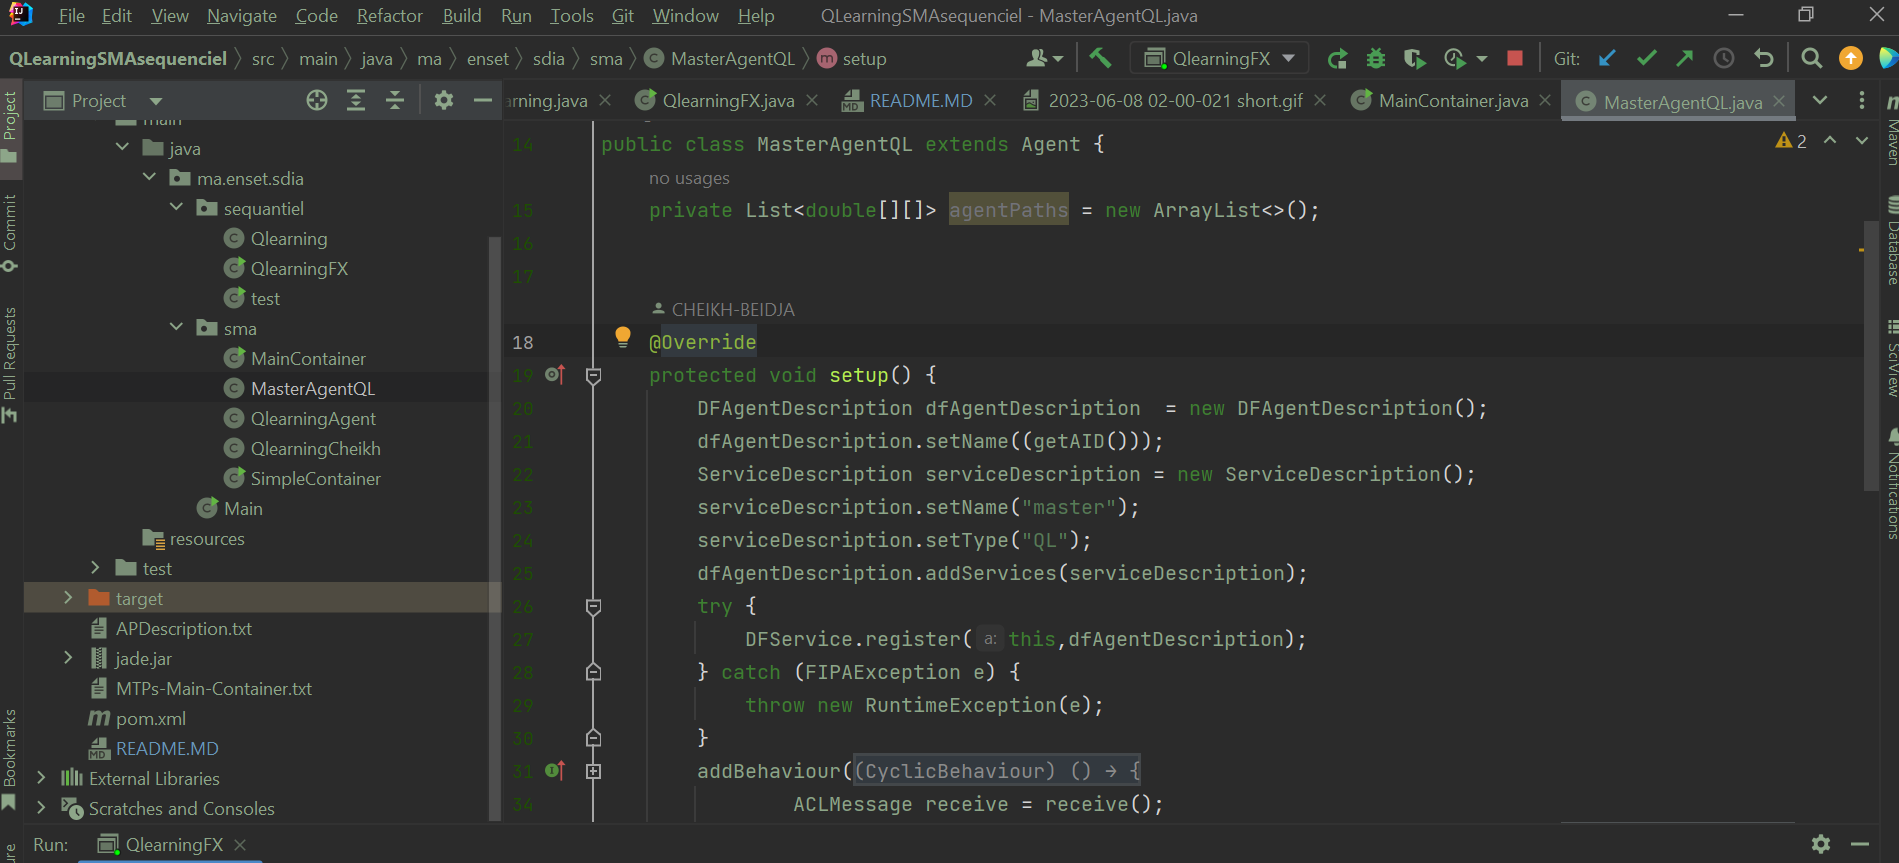 File Edit View Navigate Code Refactor Build Run Tools Git Window Help QLearningSMAsequenciel - MasterAgentQL.java
QLearningSMAsequenciel src main java ma enset sdia sma MasterAgentQL setup QlearningFX Git:
Project
rning.java QlearningFX.java README.MD 2023-06-08 02-00-021 short.gif MainContainer.java MasterAgentQL.java
main
java
ma.enset.sdia
sequantiel
Qlearning
QlearningFX
test
sma
MainContainer
MasterAgentQL
QlearningAgent
QlearningCheikh
SimpleContainer
Main
resources
test
target
APDescription.txt
jade.jar
MTPs-Main-Container.txt
pom.xml
README.MD
External Libraries
Scratches and Consoles
2
14 public class MasterAgentQL extends Agent {
no usages
15 private List<double[][]> agentPaths = new ArrayList<>();
16
17
CHEIKH-BEIDJA
18 @Override
19 protected void setup() {
20 DFAgentDescription dfAgentDescription  = new DFAgentDescription();
21 dfAgentDescription.setName((getAID()));
22 ServiceDescription serviceDescription = new ServiceDescription();
23 serviceDescription.setName("master");
24 serviceDescription.setType("QL");
25 dfAgentDescription.addServices(serviceDescription);
26 try {
27 DFService.register( a: this,dfAgentDescription);
28 } catch (FIPAException e) {
29 throw new RuntimeException(e);
30 }
31 addBehaviour((CyclicBehaviour) () → {
34 ACLMessage receive = receive();
Project
Commit
Pull Requests
Bookmarks
Maven
Database
SciView
Notifications
Run: QlearningFX